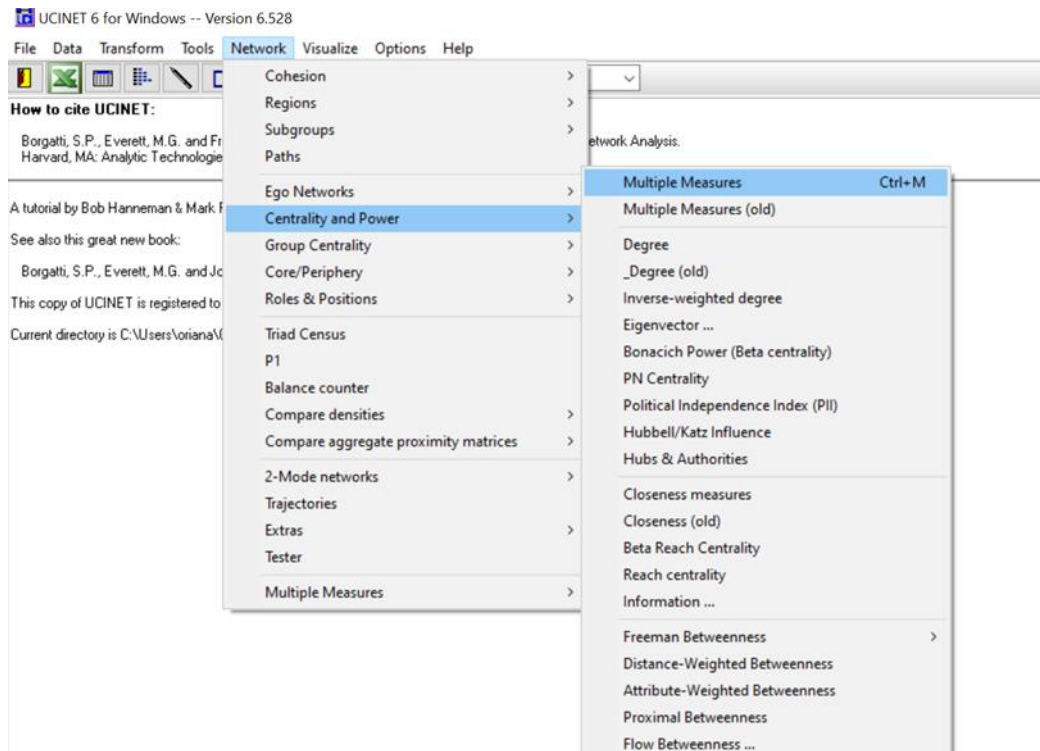 UCINET 6 for Windows -- Version 6.528
File Data Transform Tools Network Visualize Options Help
How to cite UCINET:
Borgatti, S.P., Everett, M.G. and
etwork Analysis.
Harvard, MA: Analytic
A tutorial by Bob Hanneman & Mark
See also this great new book:
Borgatti, S.P., Everett, M.G. and
This copy of UCINET is registered to
Current directory is C:\Users\oriana\
Cohesion
Regions
Subgroups
Paths
Ego Networks
Centrality and Power
Group Centrality
Core/Periphery
Roles & Positions
Triad Census
P1
Balance counter
Compare densities
Compare aggregate proximity matrices
2-Mode networks
Trajectories
Extras
Tester
Multiple Measures
Multiple Measures Ctrl+M
Multiple Measures (old)
Degree
_Degree (old)
Inverse-weighted degree
Eigenvector ...
Bonacich Power (Beta centrality)
PN Centrality
Political Independence Index (PII)
Hubbell/Katz Influence
Hubs & Authorities
Closeness measures
Closeness (old)
Beta Reach Centrality
Reach centrality
Information ...
Freeman Betweenness
Distance-Weighted Betweenness
Attribute-Weighted Betweenness
Proximal Betweenness
Flow Betweenness ...